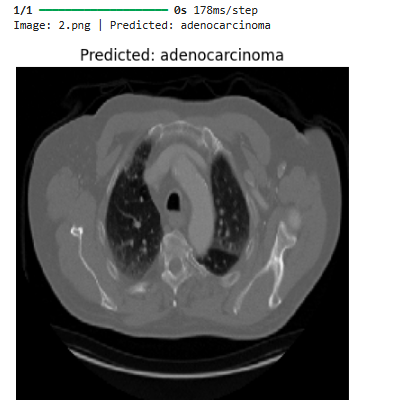 1/1 ━━━━━━━━━━━━━━━━━━━━ 0s 178ms/step
Image: 2.png | Predicted: adenocarcinoma
Predicted: adenocarcinoma